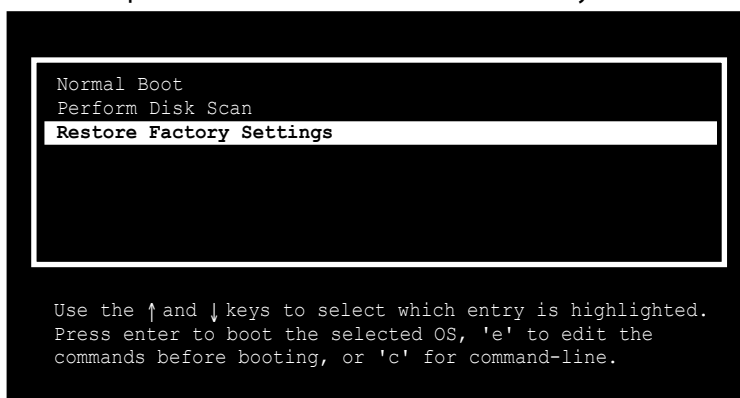 Normal Boot
Perform Disk Scan
Restore Factory Settings
Use the ↑ and ↓ keys to select which entry is highlighted.
Press enter to boot the selected OS, 'e' to edit the
commands before booting, or 'c' for command-line.